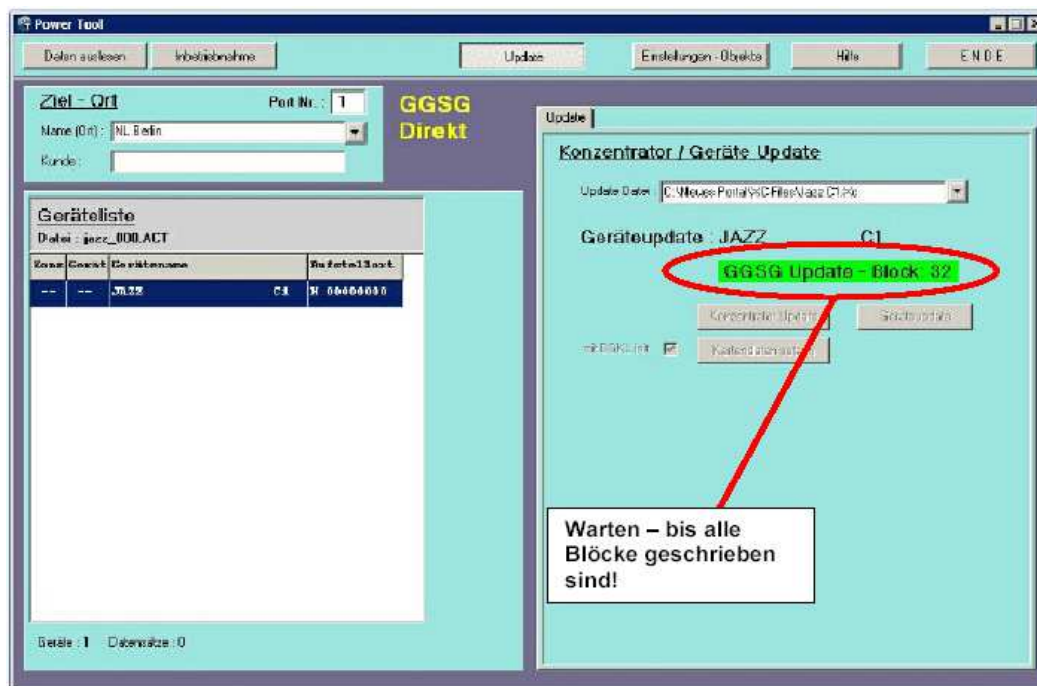 Power Tool
Daten auslesen
Inbetriebnahme
Update
Einstellungen - Objekte
Hilfe
E N D E
Ziel - Ort
Port Nr. : 1
Name (Ort) : NL Berlin
Kunde :
GGSG
Direkt
Geräteliste
Datei : jazz_000.ACT
Konz Gerät Gerätename
-- -- JAZZ C1
Geräte : 1 Datensätze : 0
Update
Konzentrator / Geräte Update
Update Datei :
Geräteupdate : JAZZ C1
GGSG Update - Block 32
Konzentrator Update
Geräteupdate
Warten – bis alle
Blöcke geschrieben
sind!